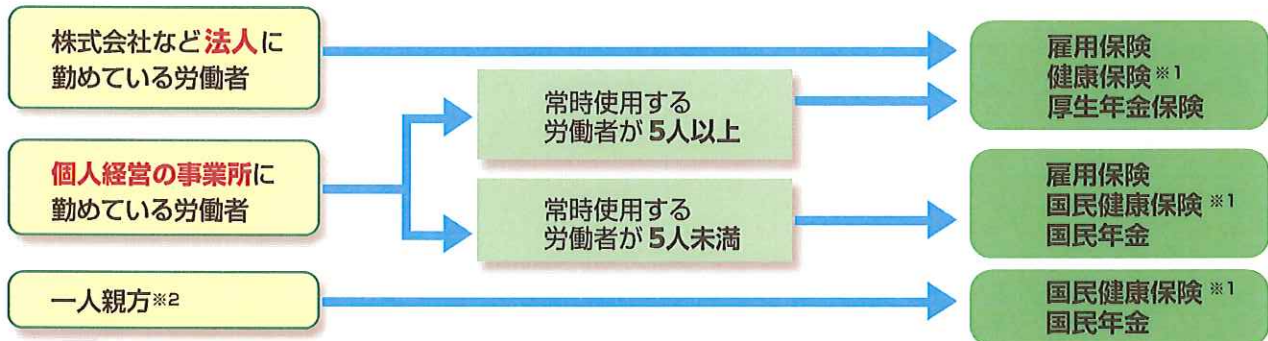 株式会社など法人に
勤めている労働者
雇用保険
健康保険※1
厚生年金保険
常時使用する
労働者が5人以上
個人経営の事業所に
勤めている労働者
常時使用する
労働者が5人未満
雇用保険
国民健康保険※1
国民年金
一人親方※2
国民健康保険※1
国民年金